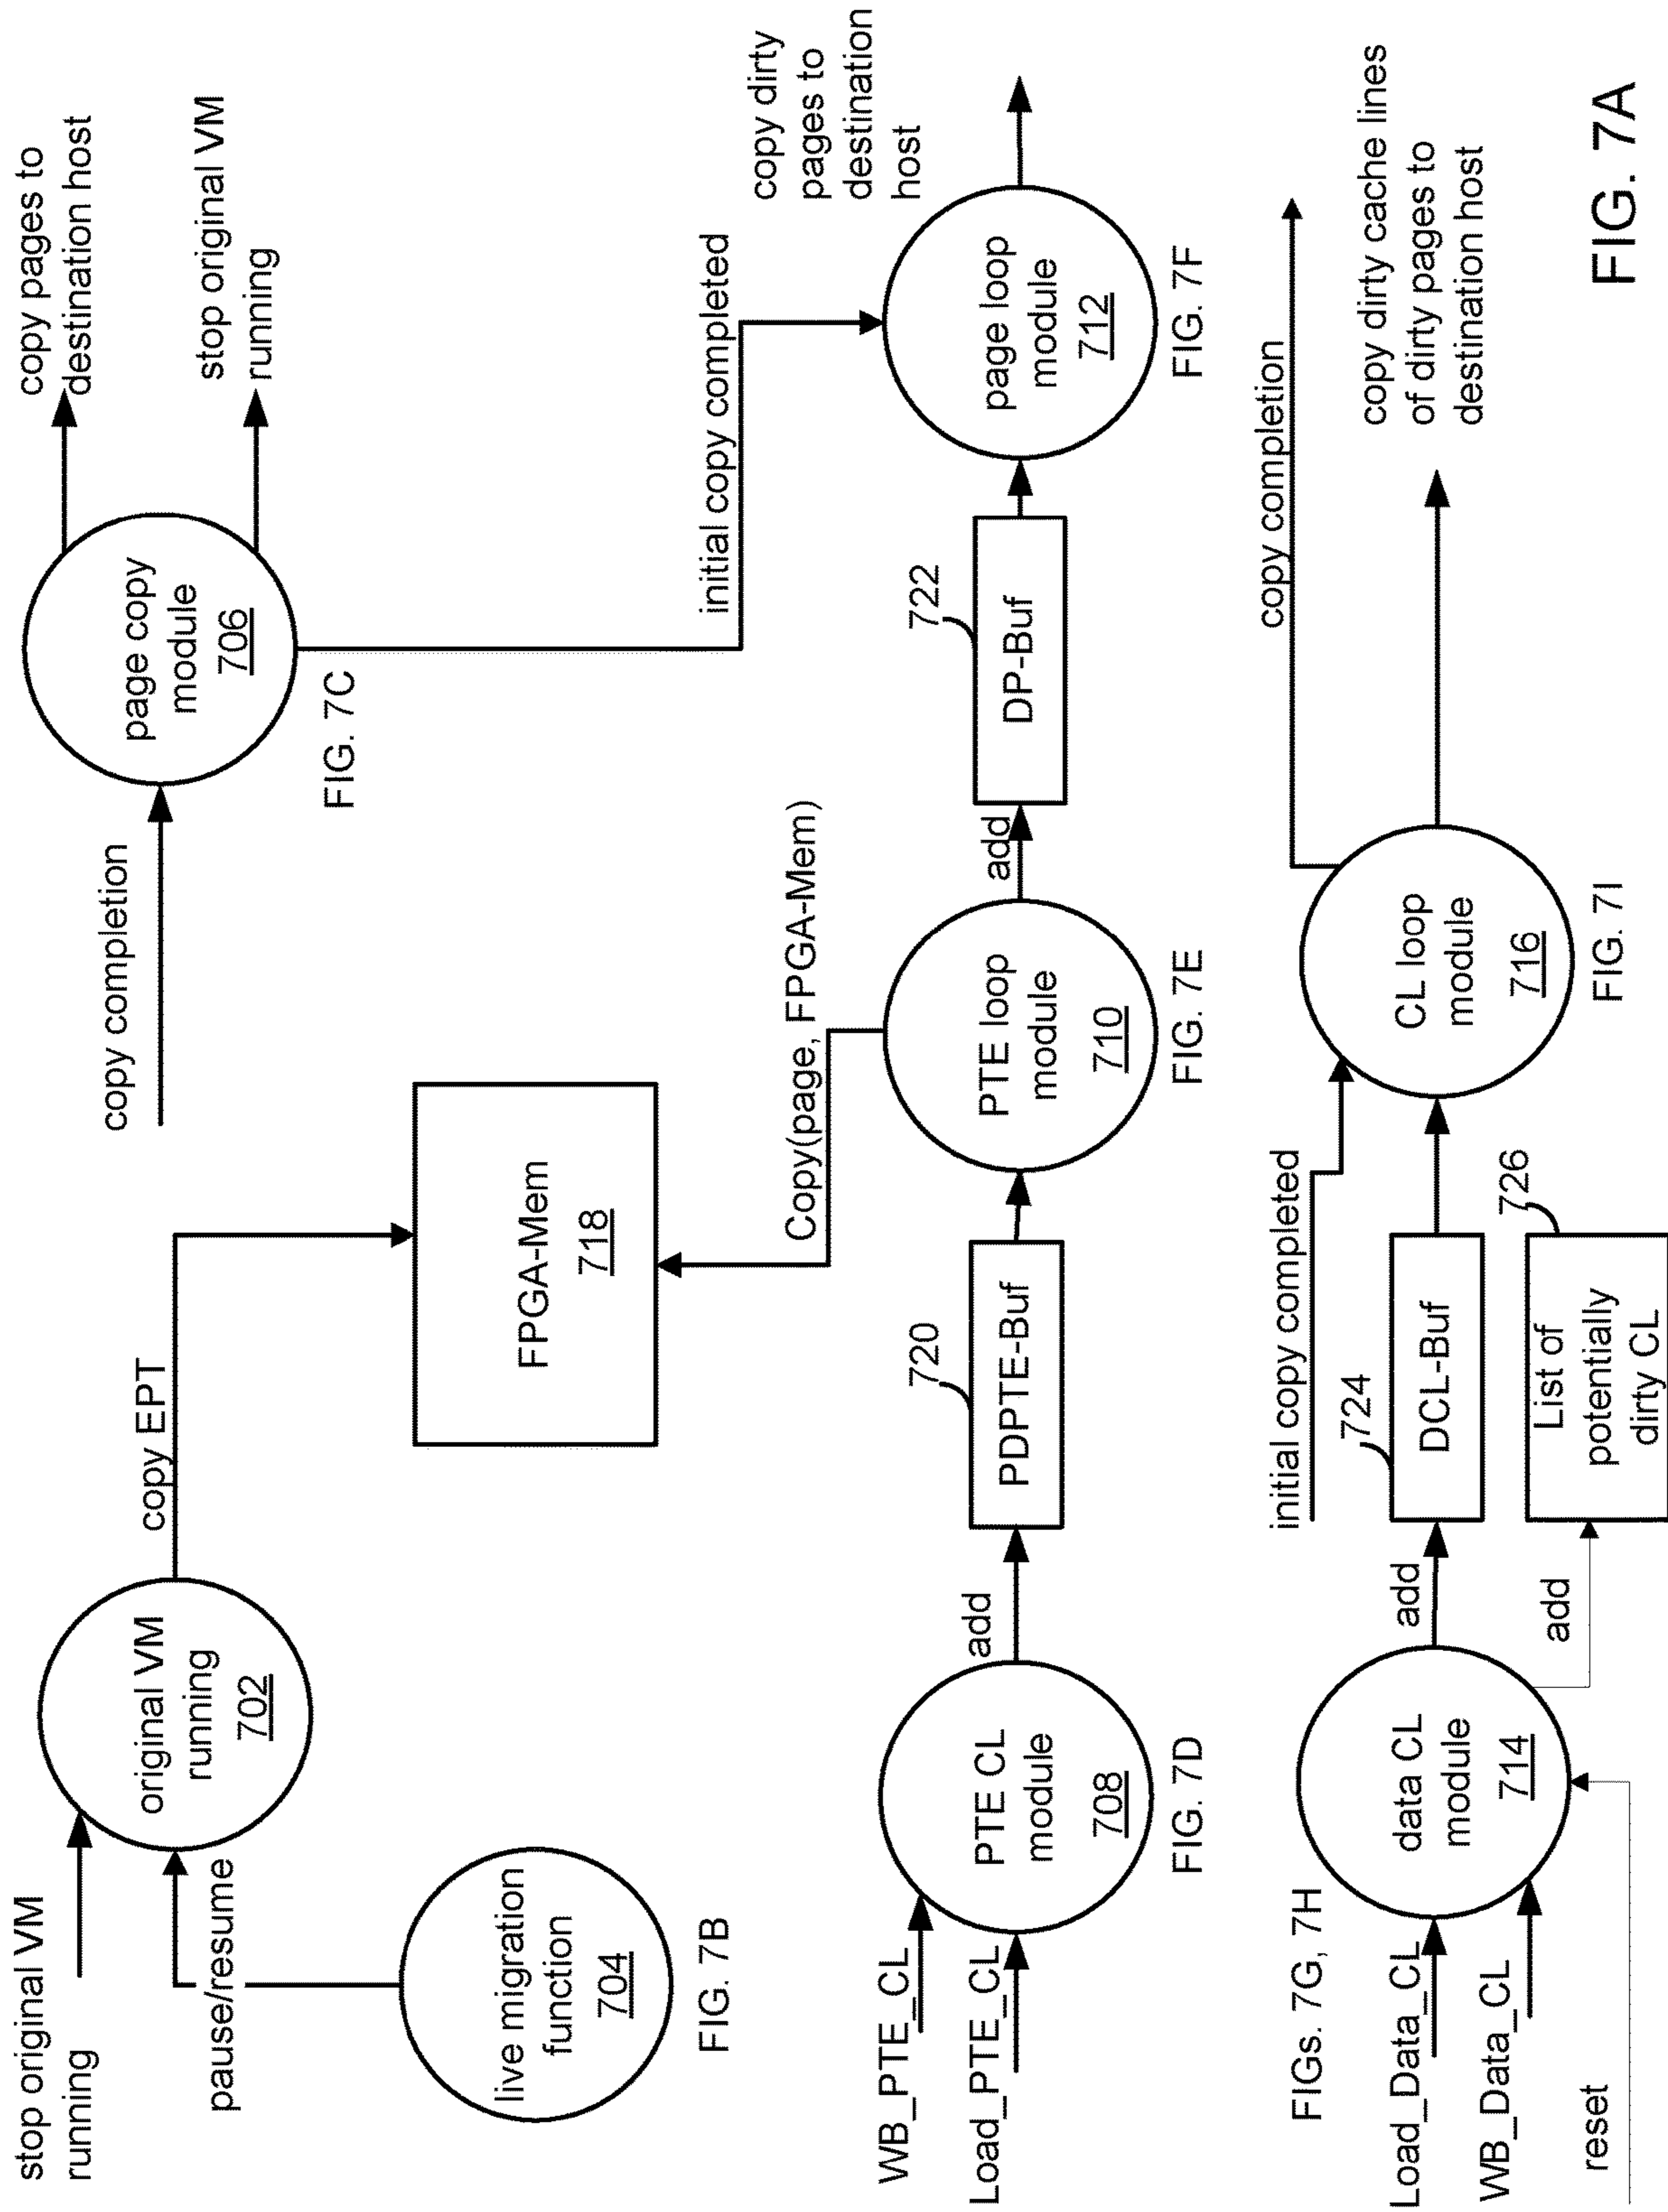 stop original VM
running
pause/resume
original VM
running
702
copy EPT
live migration
function
704
FIG. 7B
FPGA-Mem
718
copy completion
page copy
module
706
FIG. 7C
copy pages to
destination host
stop original VM
running
initial copy completed
WB_PTE_CL
Load_PTE_CL
PTE CL
module
708
FIG. 7D
add
720
PDPTE-Buf
Copy(page, FPGA-Mem)
PTE loop
module
710
FIG. 7E
add
722
DP-Buf
page loop
module
712
FIG. 7F
copy dirty
pages to
destination
host
FIGs. 7G, 7H
Load_Data_CL
WB_Data_CL
reset
data CL
module
714
add
add
initial copy completed
724
DCL-Buf
726
List of
potentially
dirty CL
CL loop
module
716
FIG. 7I
copy completion
copy dirty cache lines
of dirty pages to
destination host
FIG. 7A